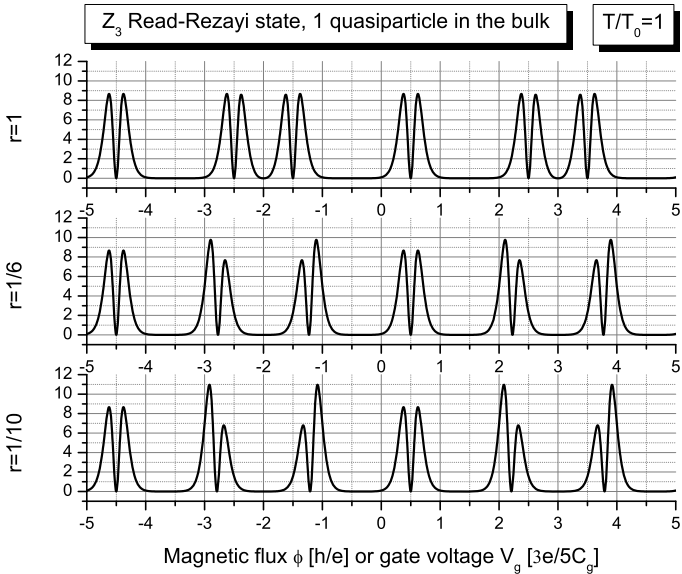 Z₃ Read-Rezayi state, 1 quasiparticle in the bulk
T/T₀=1
r=1
12
10
8
6
4
2
0
-5 -4 -3 -2 -1 0 1 2 3 4 5
r=1/6
12
10
8
6
4
2
0
-5 -4 -3 -2 -1 0 1 2 3 4 5
r=1/10
12
10
8
6
4
2
0
-5 -4 -3 -2 -1 0 1 2 3 4 5
Magnetic flux ϕ [h/e] or gate voltage V_g [3e/5C_g]